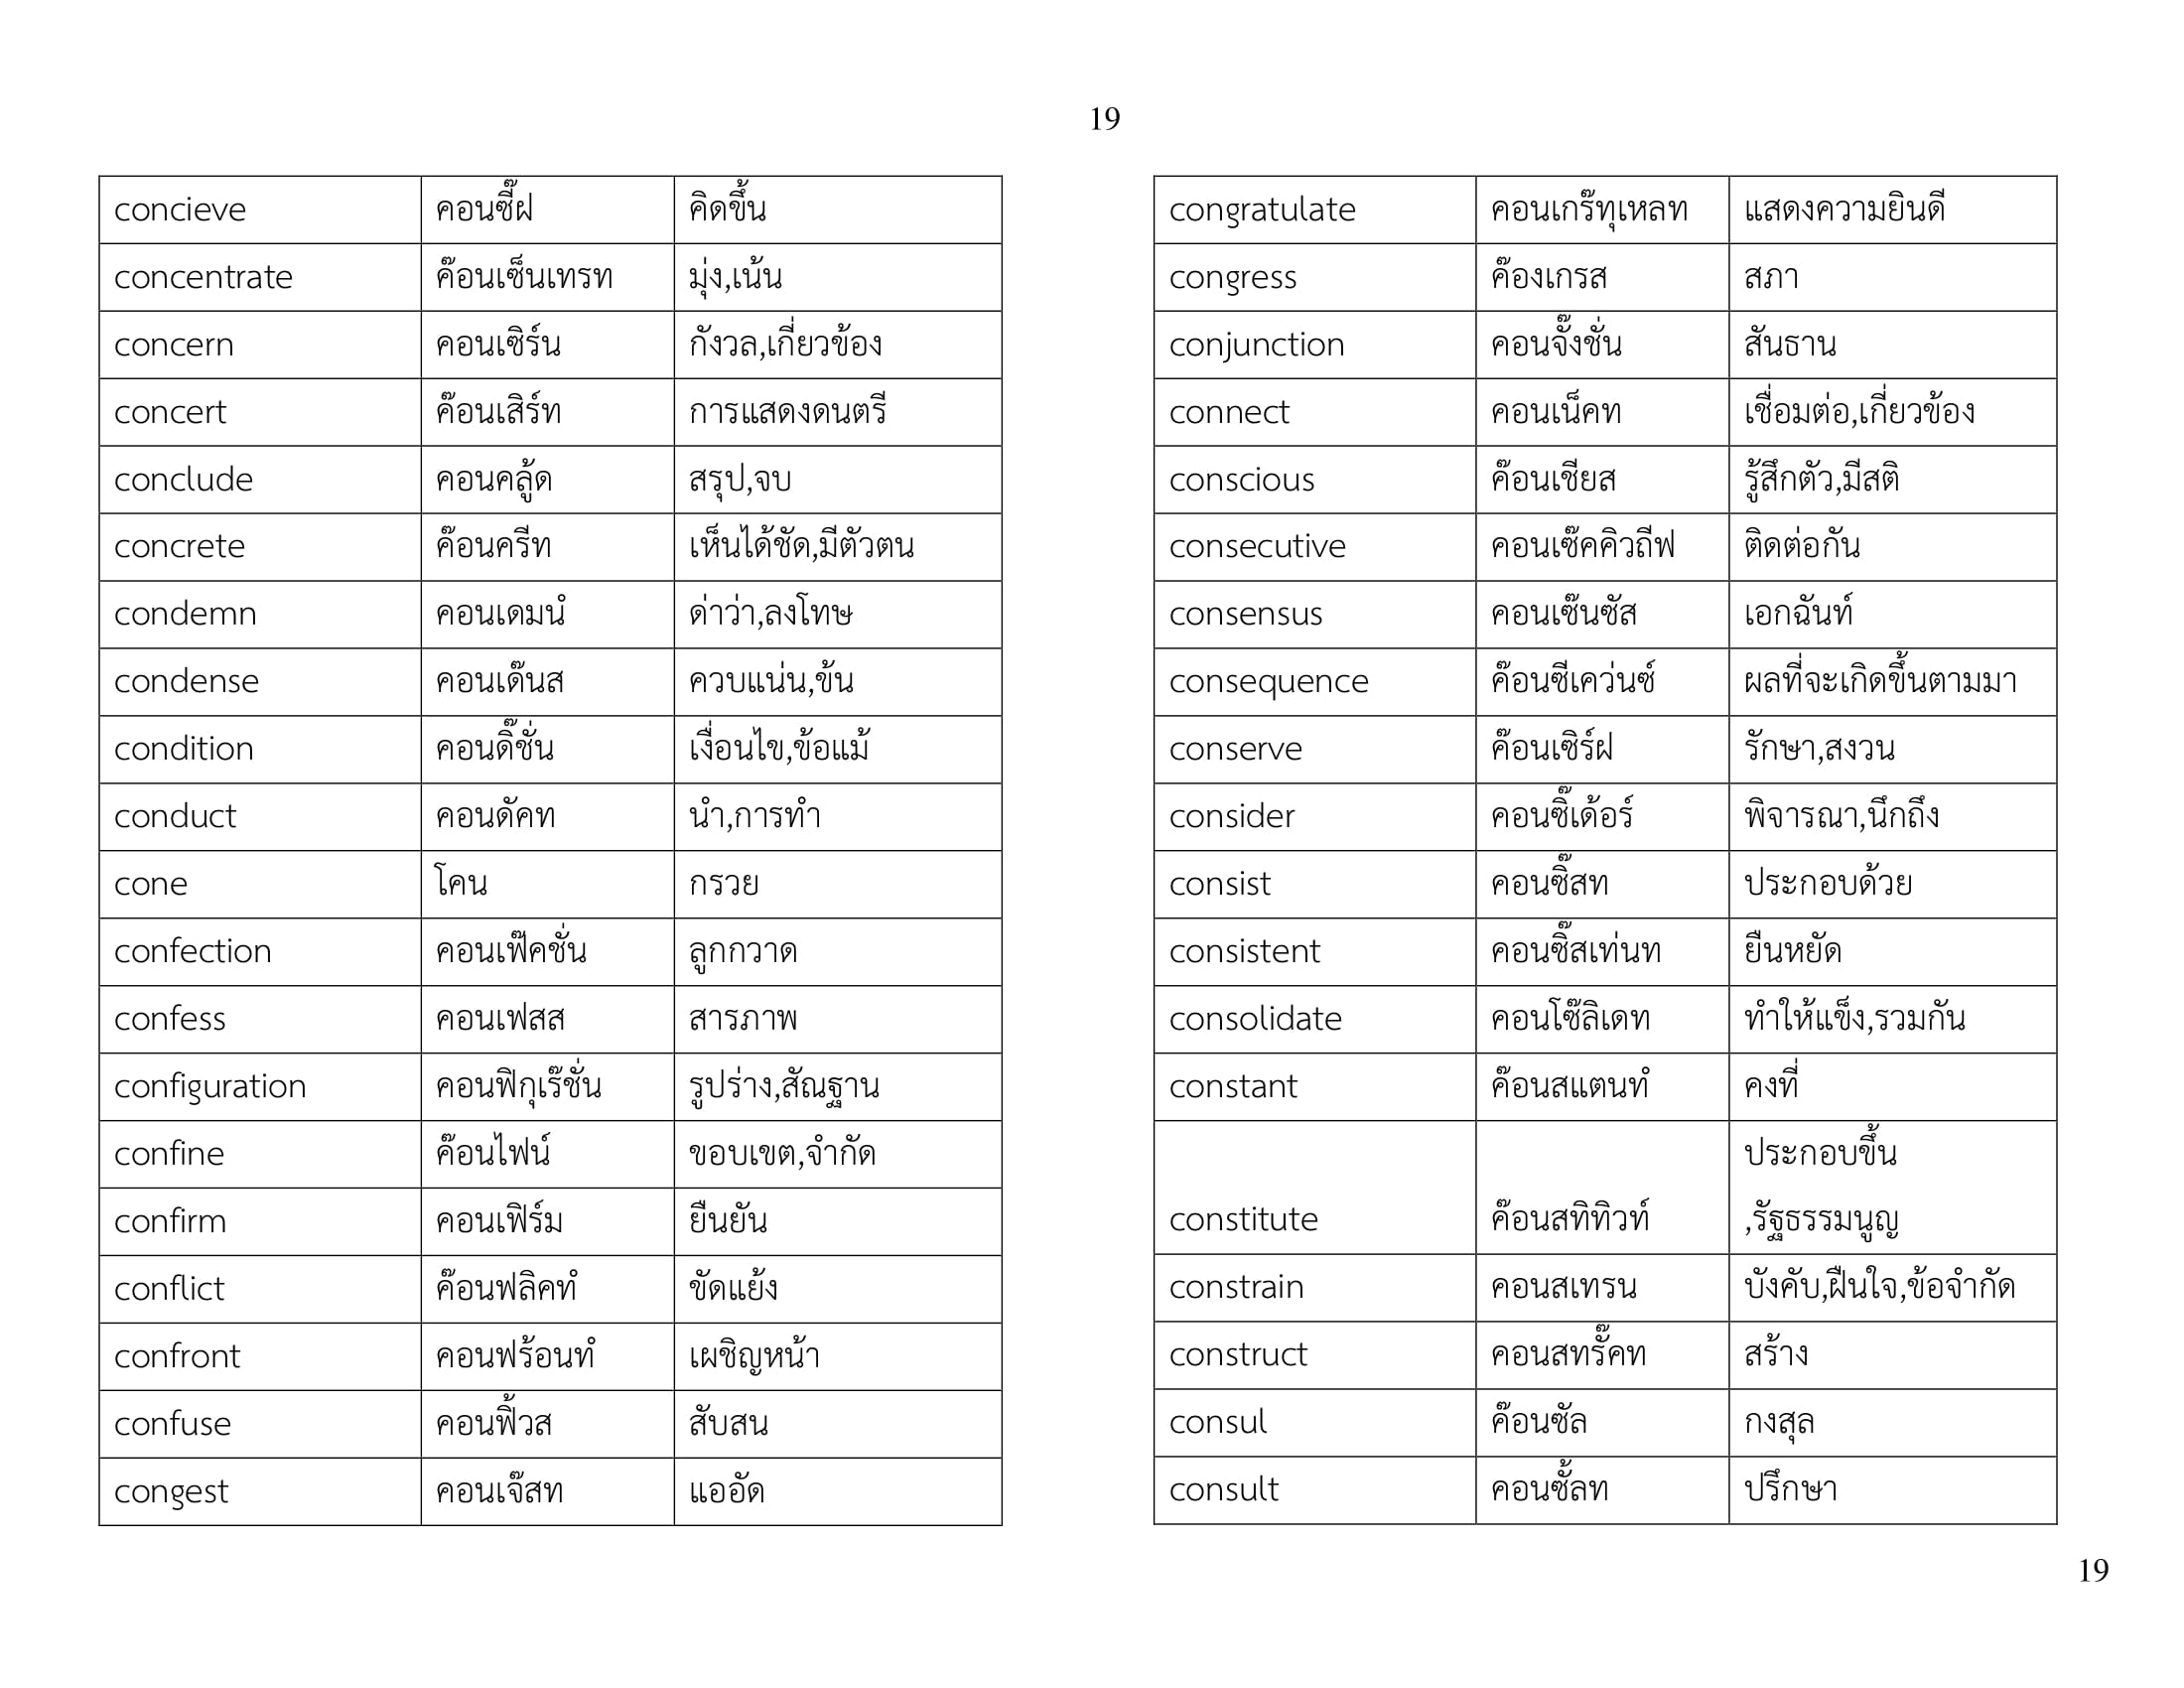 19
concieve คอนซี๊ฝ คิดขึ้น
concentrate ค๊อนเซ็นเทรท มุ่ง,เน้น
concern คอนเซิร์น กังวล,เกี่ยวข้อง
concert ค๊อนเสิร์ท การแสดงดนตรี
conclude คอนคลู้ด สรุป,จบ
concrete ค๊อนครีท เห็นได้ชัด,มีตัวตน
condemn คอนเดมนํ ด่าว่า,ลงโทษ
condense คอนเด๊นส ควบแน่น,ข้น
condition คอนดิ๊ชั่น เงื่อนไข,ข้อแม้
conduct คอนดัคท นำ,การทำ
cone โคน กรวย
confection คอนเฟ๊คชั่น ลูกกวาด
confess คอนเฟสส สารภาพ
configuration คอนฟิกุเร๊ชั่น รูปร่าง,สัณฐาน
confine ค๊อนไฟน์ ขอบเขต,จำกัด
confirm คอนเฟิร์ม ยืนยัน
conflict ค๊อนฟลิคทํ ขัดแย้ง
confront คอนฟร้อนทํ เผชิญหน้า
confuse คอนฟิ้วส สับสน
congest คอนเจ๊สท แออัด
congratulate คอนเกร๊ทุเหลท แสดงความยินดี
congress ค๊องเกรส สภา
conjunction คอนจั๊งชั่น สันธาน
connect คอนเน็คท เชื่อมต่อ,เกี่ยวข้อง
conscious ค๊อนเชียส รู้สึกตัว,มีสติ
consecutive คอนเซ๊คคิวถีฟ ติดต่อกัน
consensus คอนเซ๊นซัส เอกฉันท์
consequence ค๊อนซีเคว่นซ์ ผลที่จะเกิดขึ้นตามมา
conserve ค๊อนเซิร์ฝ รักษา,สงวน
consider คอนซิ๊เด้อร์ พิจารณา,นึกถึง
consist คอนซิ๊สท ประกอบด้วย
consistent คอนซิ๊สเท่นท ยืนหยัด
consolidate คอนโซ๊ลิเดท ทำให้แข็ง,รวมกัน
constant ค๊อนสแตนทํ คงที่
ประกอบขึ้น
constitute ค๊อนสทิทิวท์ ,รัฐธรรมนูญ
constrain คอนสเทรน บังคับ,ฝืนใจ,ข้อจำกัด
construct คอนสทรั๊คท สร้าง
consul ค๊อนซัล กงสุล
consult คอนซั้ลท ปรึกษา
19